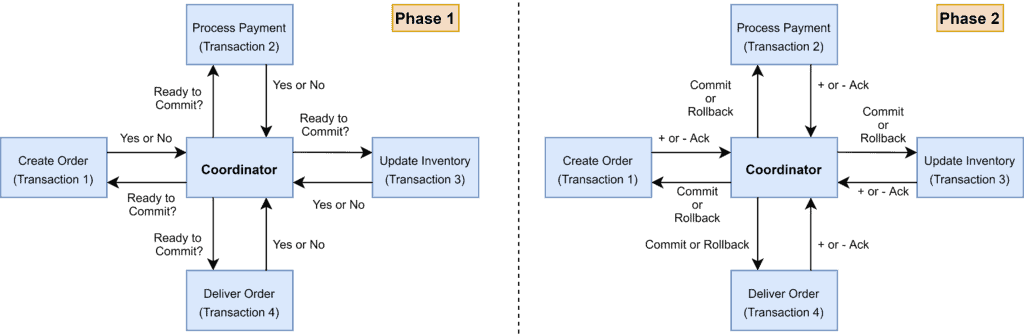 Phase 1
Process Payment
(Transaction 2)
Ready to
Commit?
Yes or No
Ready to
Commit?
Yes or No
Create Order
(Transaction 1)
Coordinator
Update Inventory
(Transaction 3)
Ready to
Commit?
Yes or No
Ready to
Commit?
Yes or No
Deliver Order
(Transaction 4)
Phase 2
Process Payment
(Transaction 2)
Commit
or
Rollback
+ or - Ack
Commit
or
Rollback
+ or - Ack
Create Order
(Transaction 1)
Coordinator
Update Inventory
(Transaction 3)
Commit
or
Rollback
+ or - Ack
Commit or Rollback
+ or - Ack
Deliver Order
(Transaction 4)